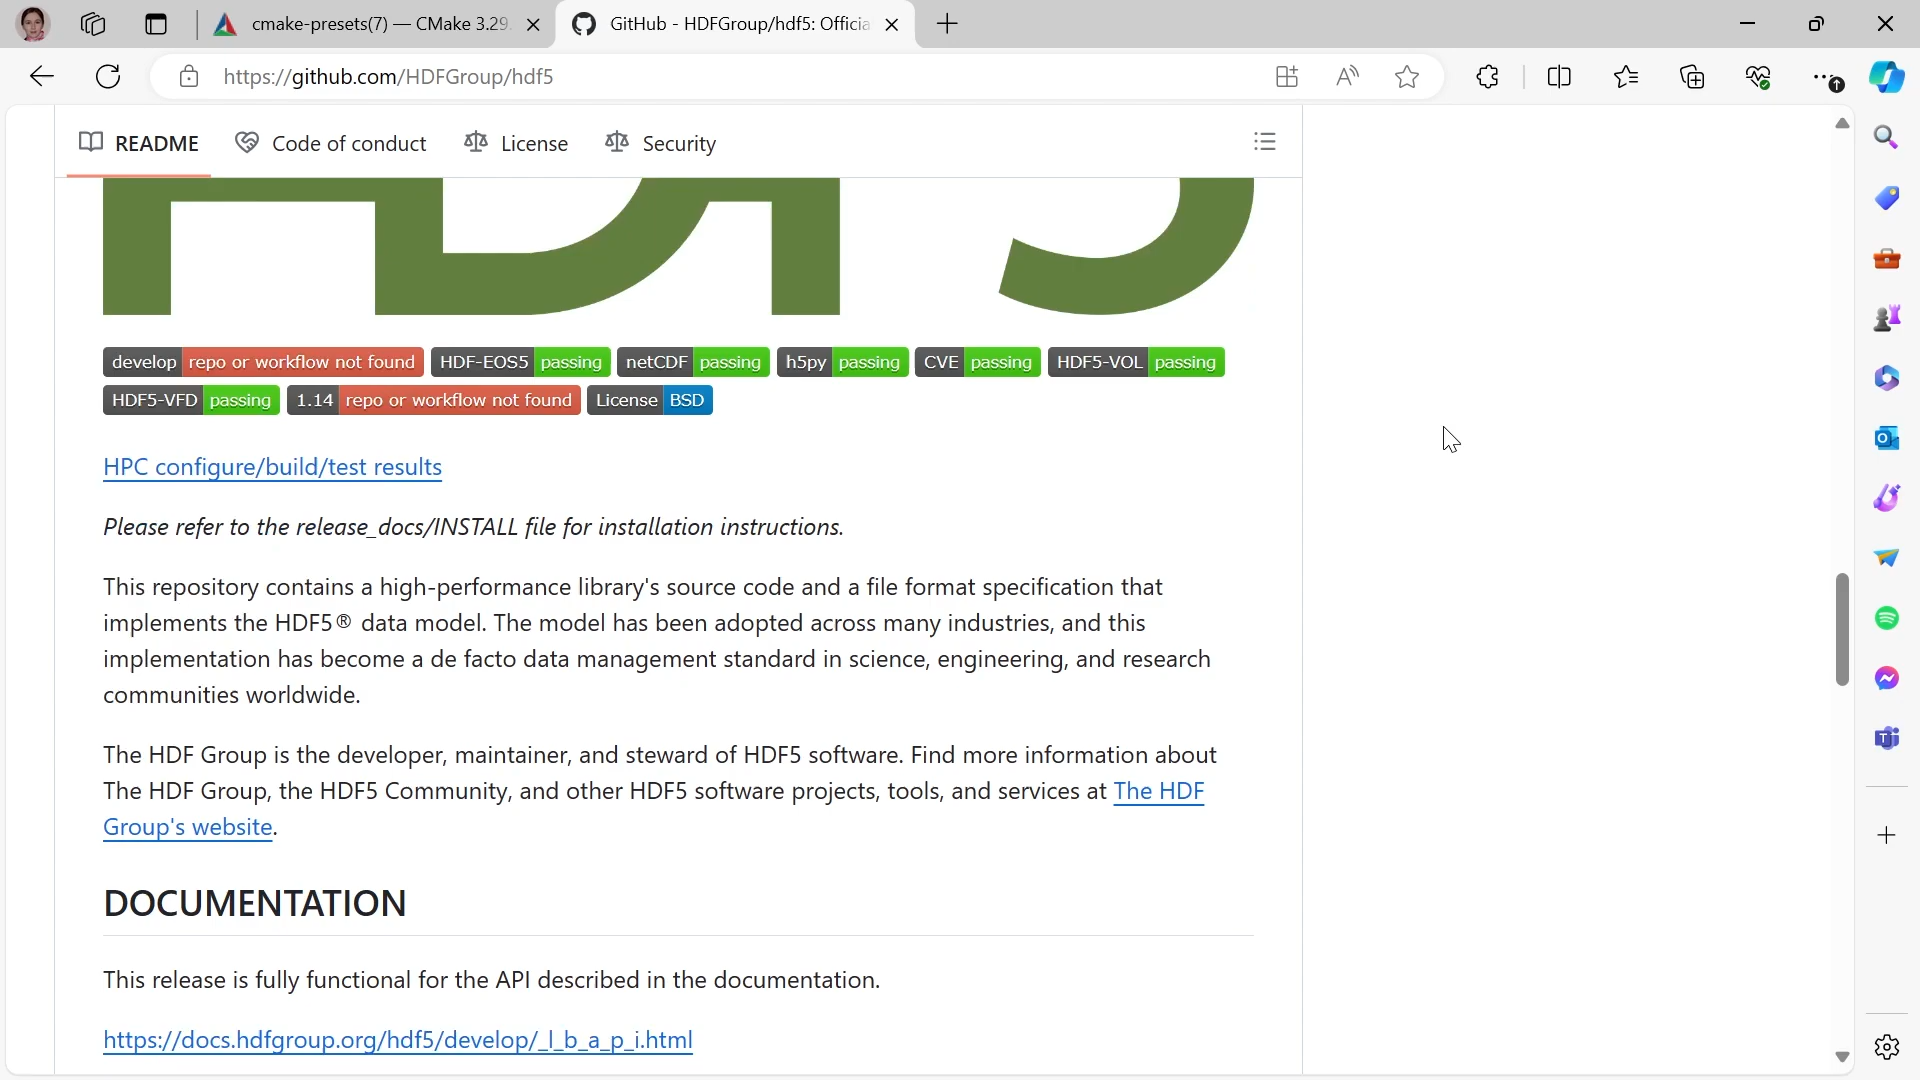 cmake-presets(7) — CMake 3.29.
GitHub - HDFGroup/hdf5: Officia
https://github.com/HDFGroup/hdf5
README
Code of conduct
License
Security
HDF5
develop repo or workflow not found
HDF-EOS5 passing
netCDF passing
h5py passing
CVE passing
HDF5-VOL passing
HDF5-VFD passing
1.14 repo or workflow not found
License BSD
HPC configure/build/test results
Please refer to the release_docs/INSTALL file for installation instructions.
This repository contains a high-performance library's source code and a file format specification that
implements the HDF5® data model. The model has been adopted across many industries, and this
implementation has become a de facto data management standard in science, engineering, and research
communities worldwide.
The HDF Group is the developer, maintainer, and steward of HDF5 software. Find more information about
The HDF Group, the HDF5 Community, and other HDF5 software projects, tools, and services at The HDF
Group's website.
DOCUMENTATION
This release is fully functional for the API described in the documentation.
https://docs.hdfgroup.org/hdf5/develop/_l_b_a_p_i.html